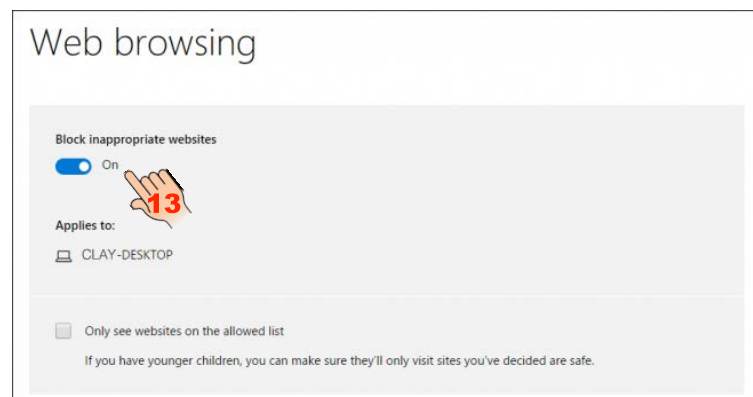 Web browsing
Block inappropriate websites
On
13
Applies to:
CLAY-DESKTOP
Only see websites on the allowed list
If you have younger children, you can make sure they'll only visit sites you've decided are safe.